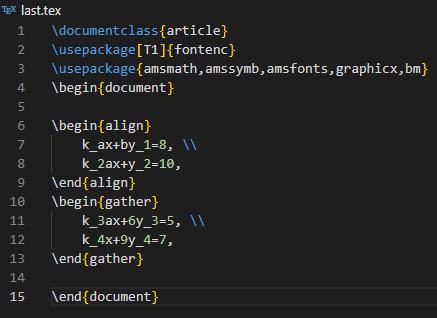 TEX last.tex
1 \documentclass{article}
2 \usepackage[T1]{fontenc}
3 \usepackage{amsmath,amssymb,amsfonts,graphicx,bm}
4 \begin{document}
5
6 \begin{align}
7 k_ax+by_1=8, \\
8 k_2ax+y_2=10,
9 \end{align}
10 \begin{gather}
11 k_3ax+6y_3=5, \\
12 k_4x+9y_4=7,
13 \end{gather}
14
15 \end{document}